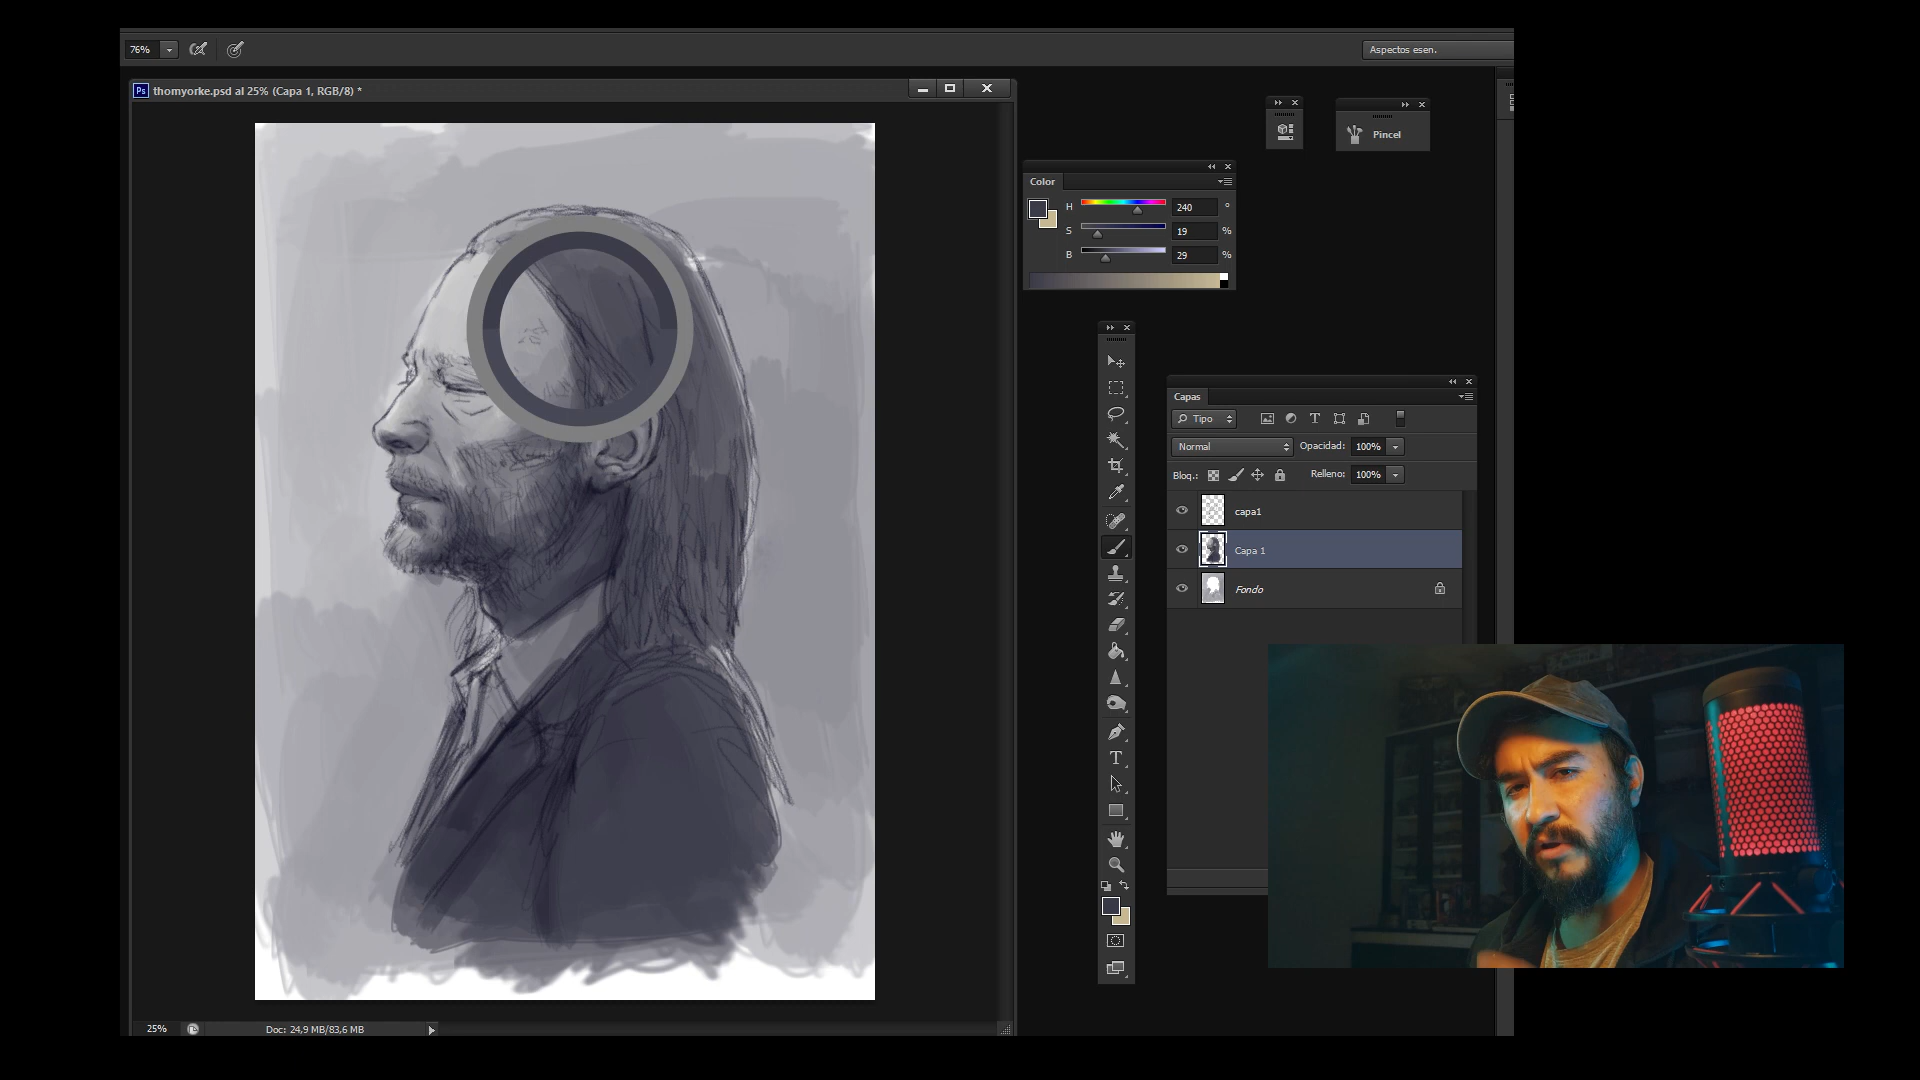 76%
Aspectos esen.
Ps thomyorke.psd al 25% (Capa 1, RGB/8) *
Pincel
Color
H 240 °
S 19 %
B 29 %
Capas
Tipo
T
Normal Opacidad: 100%
Bloq.: Relleno: 100%
capa1
Capa 1
Fondo
T
25% Doc: 24,9 MB/83,6 MB